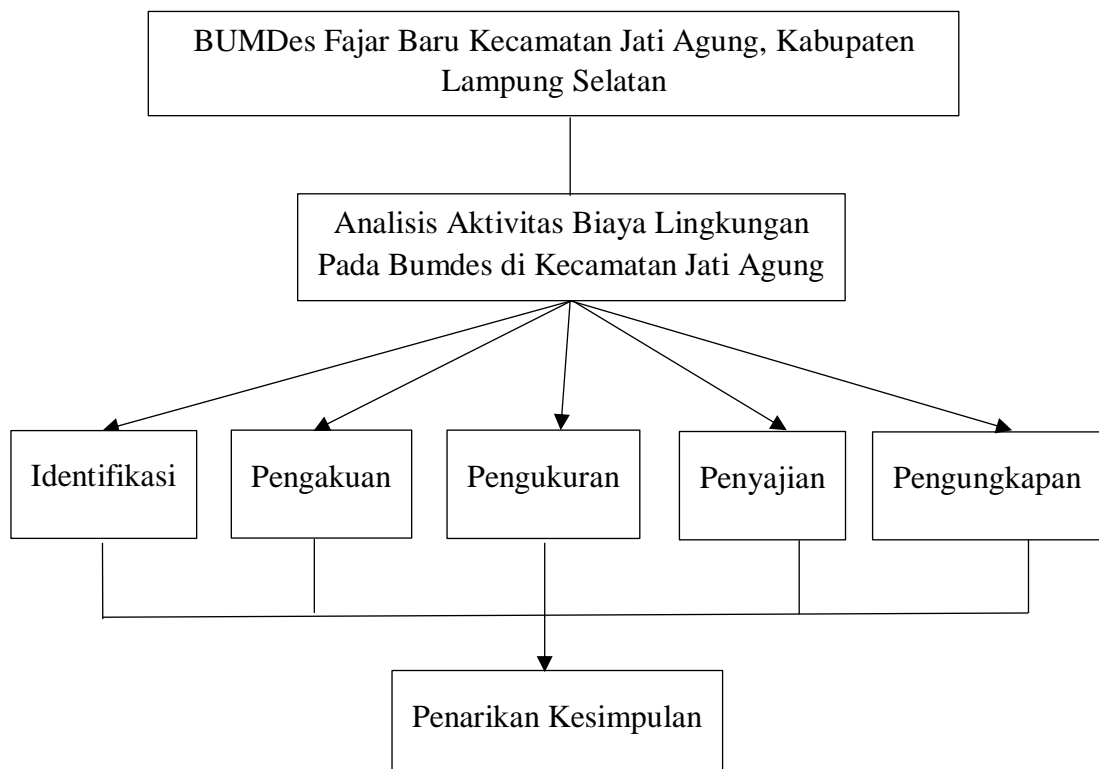 BUMDes Fajar Baru Kecamatan Jati Agung, Kabupaten
Lampung Selatan
Analisis Aktivitas Biaya Lingkungan
Pada Bumdes di Kecamatan Jati Agung
Identifikasi
Pengakuan
Pengukuran
Penyajian
Pengungkapan
Penarikan Kesimpulan